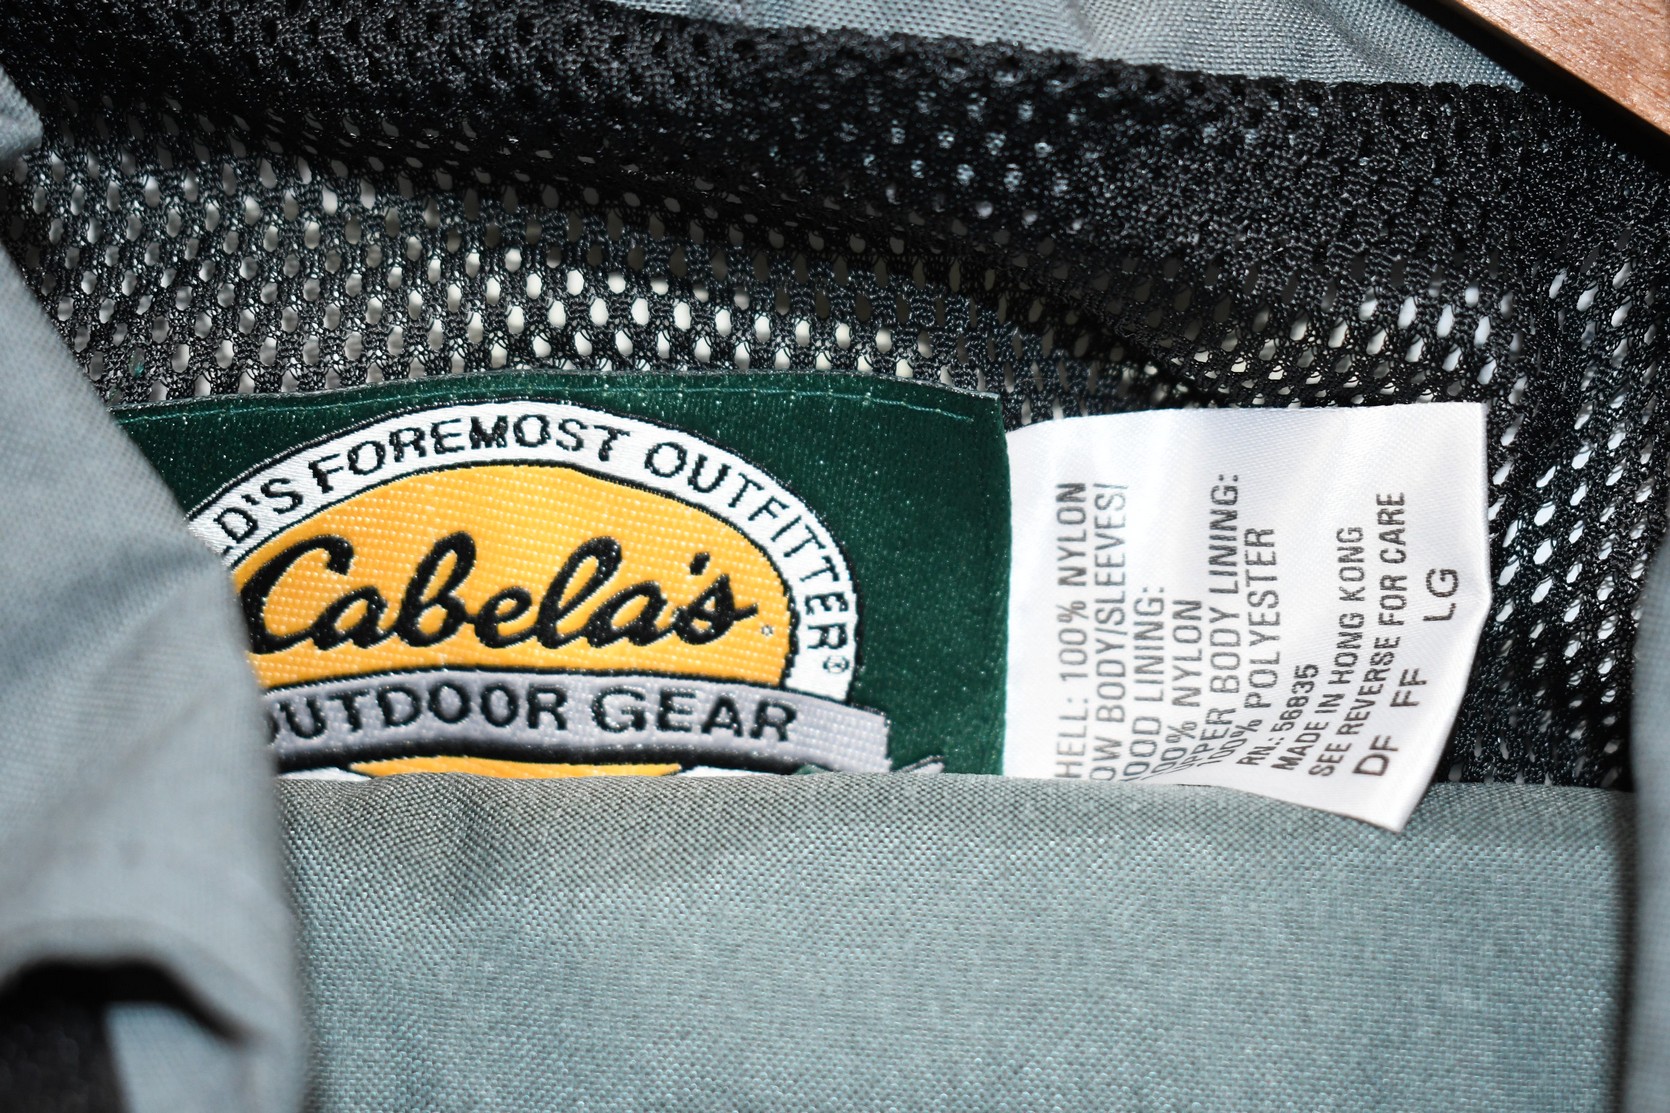 D'S FOREMOST OUTFITTER®
Cabela's
OUTDOOR GEAR
HELL: 100% NYLON
OW BODY/SLEEVES/
OOD LINING:
100% NYLON
PPER BODY LINING:
100% POLYESTER
RN.: 56835
MADE IN HONG KONG
SEE REVERSE FOR CARE
DF FF LG